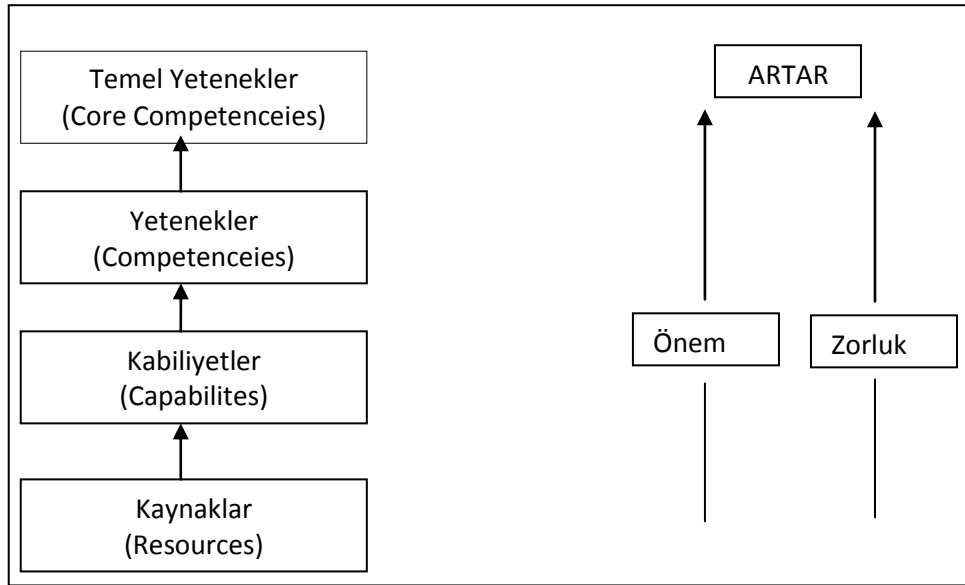 Temel Yetenekler
(Core Competenceies)
Yetenekler
(Competenceies)
Kabiliyetler
(Capabilites)
Kaynaklar
(Resources)
ARTAR
Önem
Zorluk